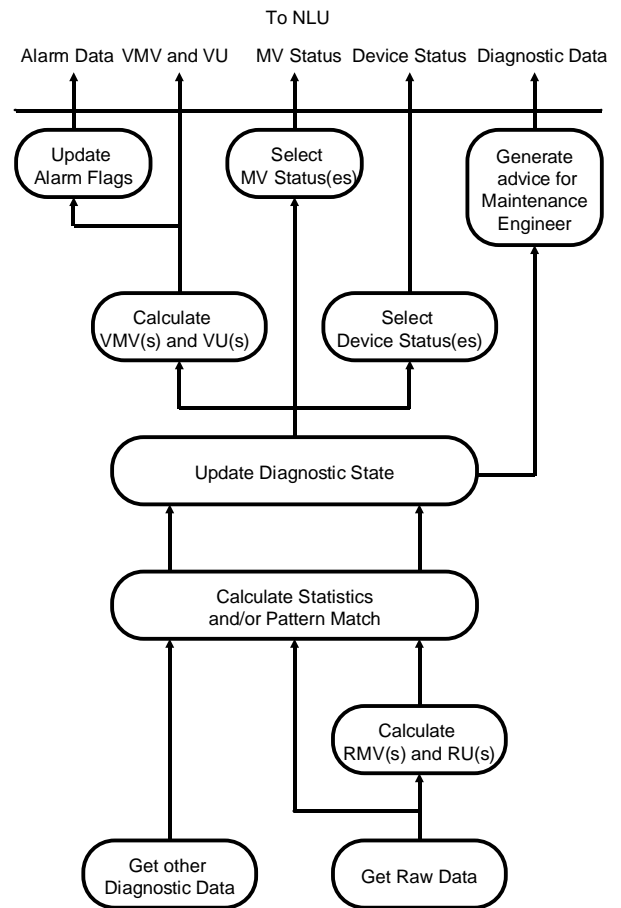 To NLU
Alarm Data
VMV and VU
MV Status
Device Status
Diagnostic Data
Update
Alarm Flags
Select
MV Status(es)
Generate
advice for
Maintenance
Engineer
Calculate
VMV(s) and VU(s)
Select
Device Status(es)
Update Diagnostic State
Calculate Statistics
and/or Pattern Match
Calculate
RMV(s) and RU(s)
Get other
Diagnostic Data
Get Raw Data